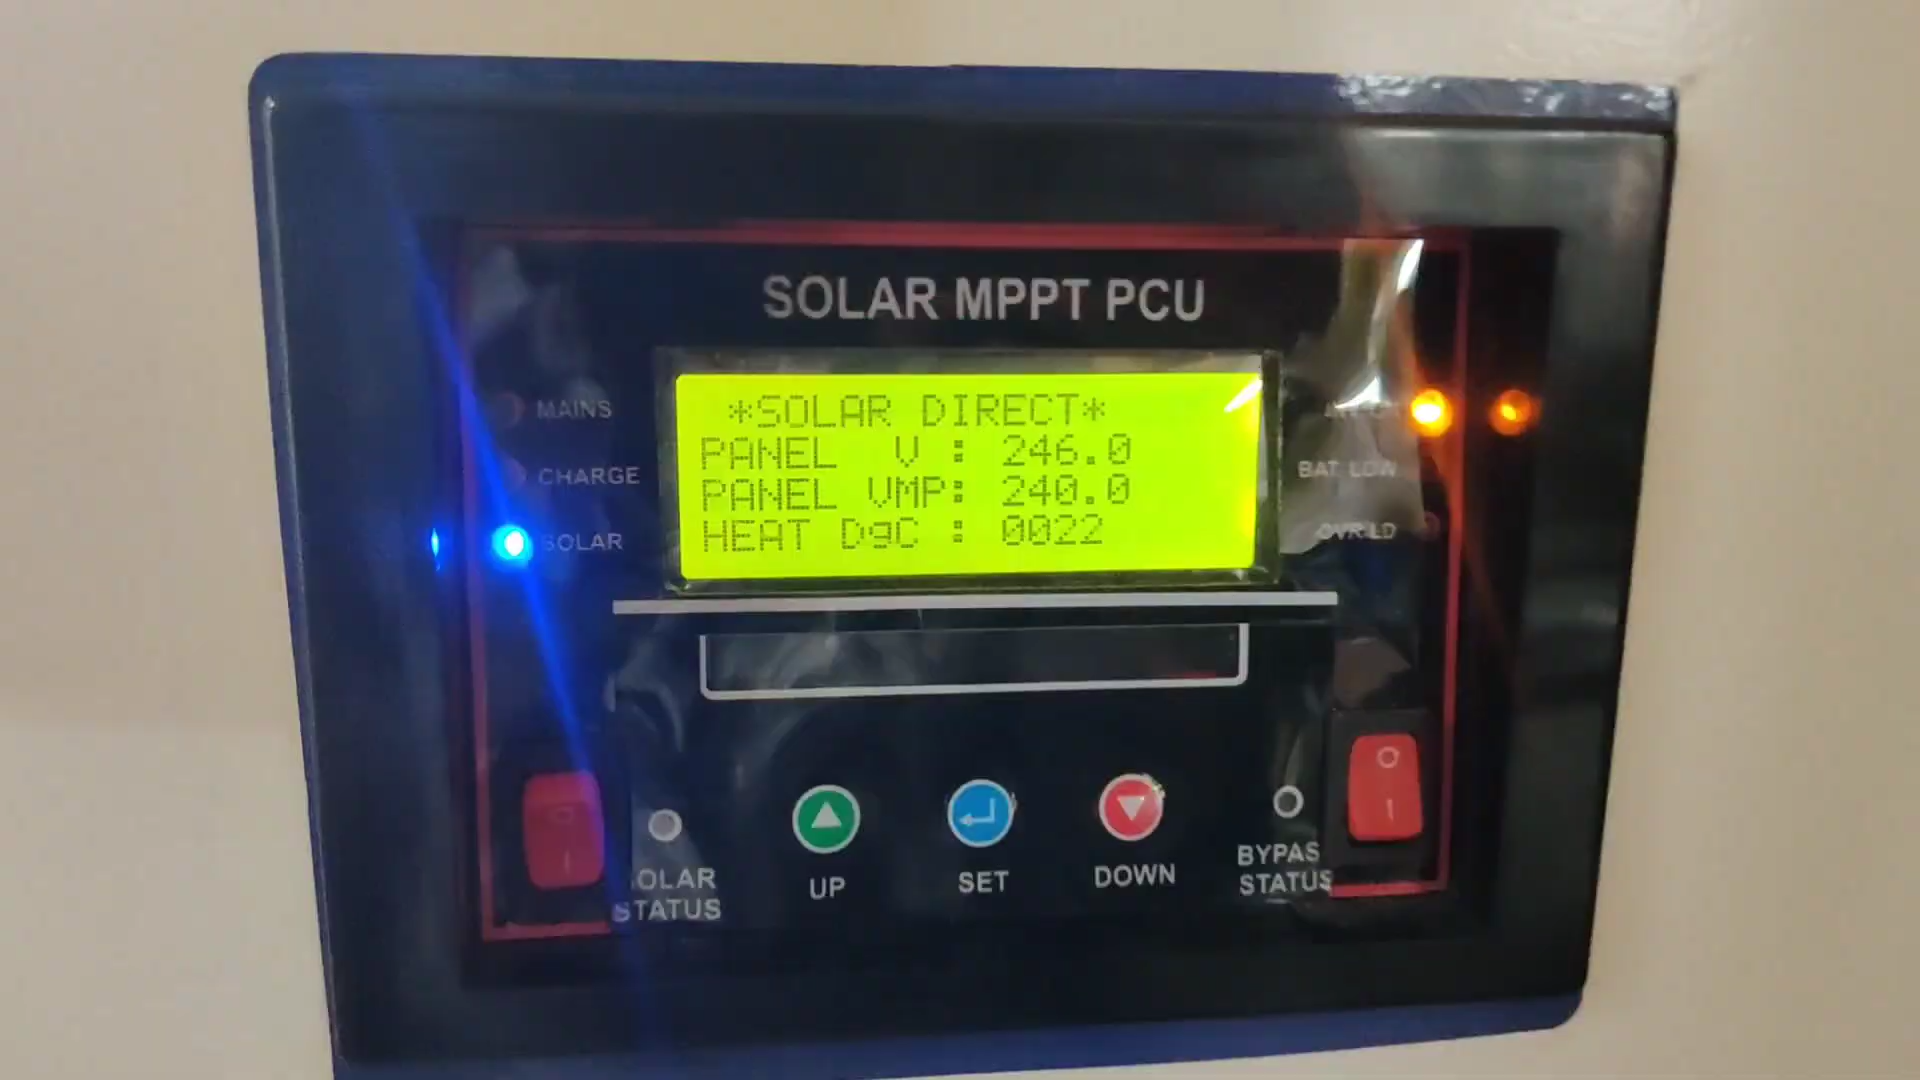 SOLAR MPPT PCU
*SOLAR DIRECT*
PANEL V : 246.0
PANEL VMP: 240.0
HEAT DgC : 0022
MAINS
CHARGE
SOLAR
BAT LOW
OVR LD
SOLAR
STATUS
UP
SET
DOWN
BYPAS
STATUS